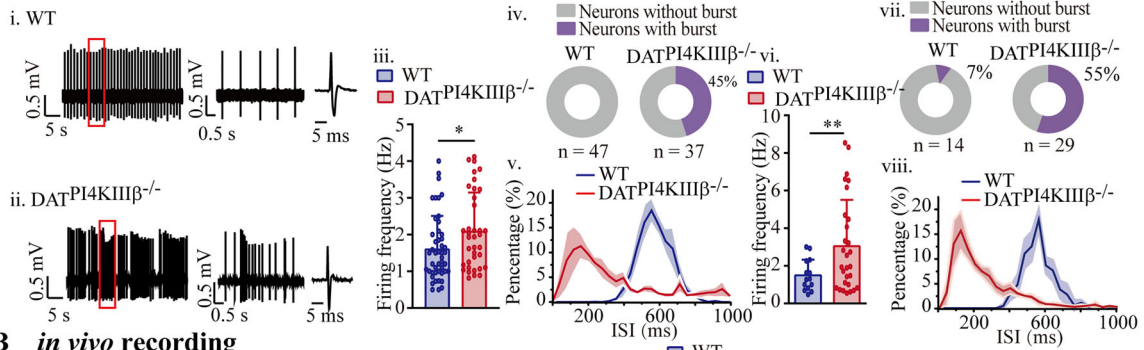 i. WT
0.5 mV
5 s
0.5 mV
0.5 s
5 ms
ii. DATPI4KIIIβ-/-
0.5 mV
5 s
0.5 mV
0.5 s
5 ms
iii.
WT
DATPI4KIIIβ-/-
Firing frequency (Hz)
5
4
3
2
1
0
*
iv.
Neurons without burst
Neurons with burst
WT
DATPI4KIIIβ-/-
45%
n = 47
n = 37
v.
WT
DATPI4KIIIβ-/-
Pencentage (%)
20
15
10
5
0
200
600
1000
ISI (ms)
vi.
WT
DATPI4KIIIβ-/-
Firing frequency (Hz)
10
8
6
4
2
0
**
vii.
Neurons without burst
Neurons with burst
WT
DATPI4KIIIβ-/-
7%
55%
n = 14
n = 29
viii.
WT
DATPI4KIIIβ-/-
Pencentage (%)
20
15
10
5
0
200
600
1000
ISI (ms)
in vivo recording
WT